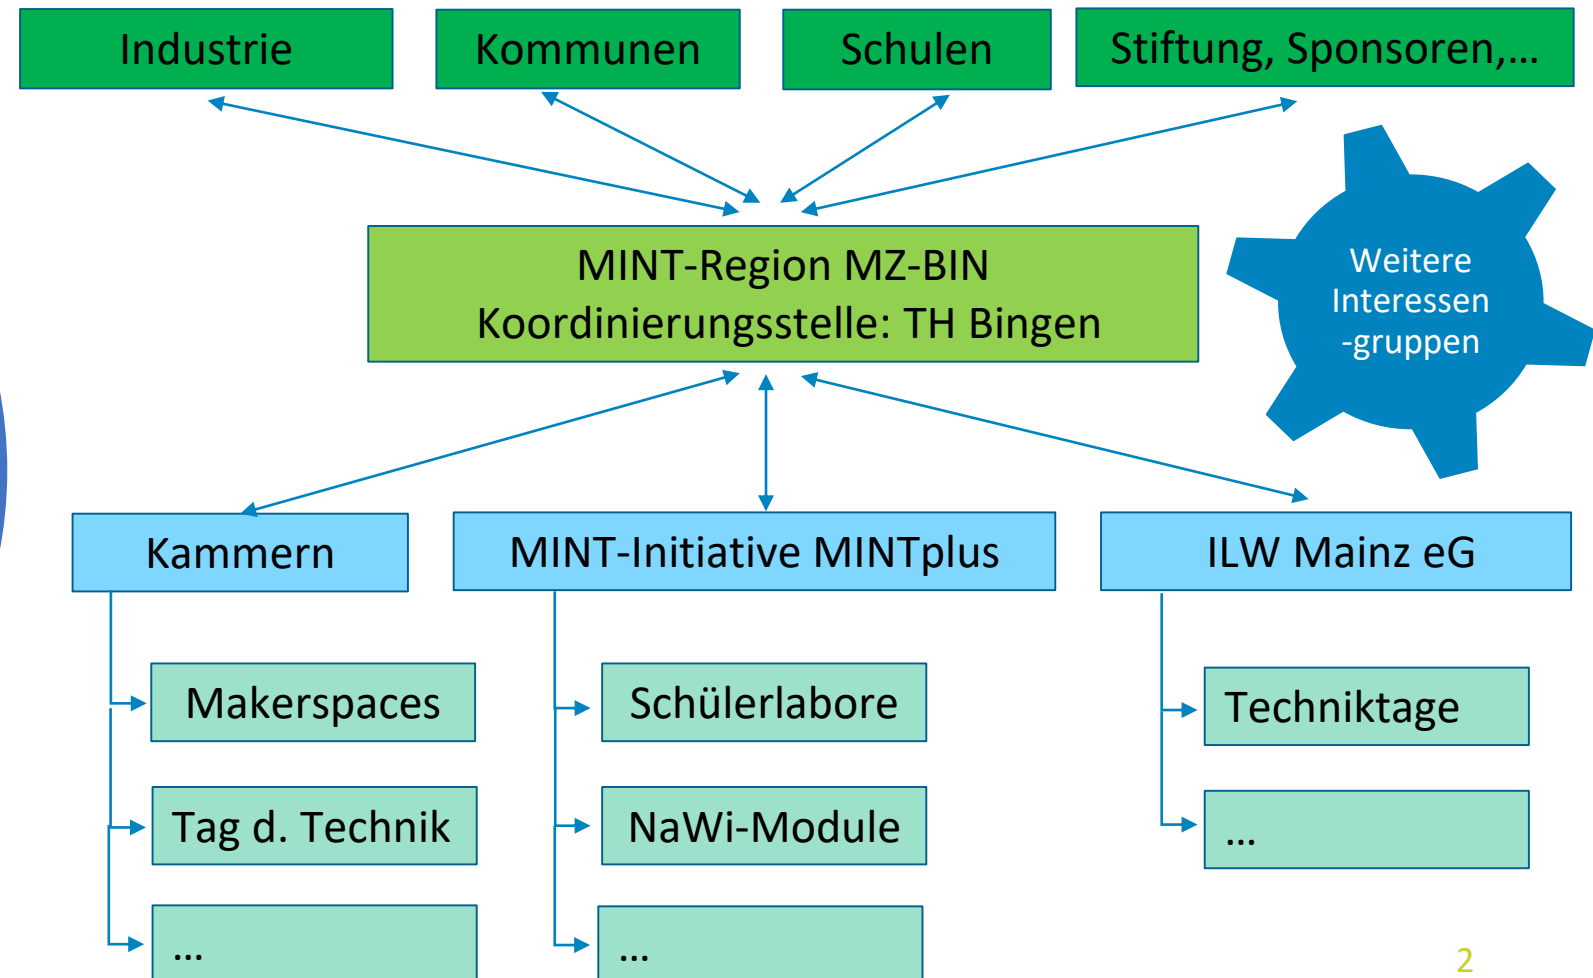 Industrie
Kommunen
Schulen
Stiftung, Sponsoren,...
MINT-Region MZ-BIN
Koordinierungsstelle: TH Bingen
Weitere
Interessen
-gruppen
Kammern
MINT-Initiative MINTplus
ILW Mainz eG
Makerspaces
Schülerlabore
Techniktage
Tag d. Technik
NaWi-Module
...
...
...
2